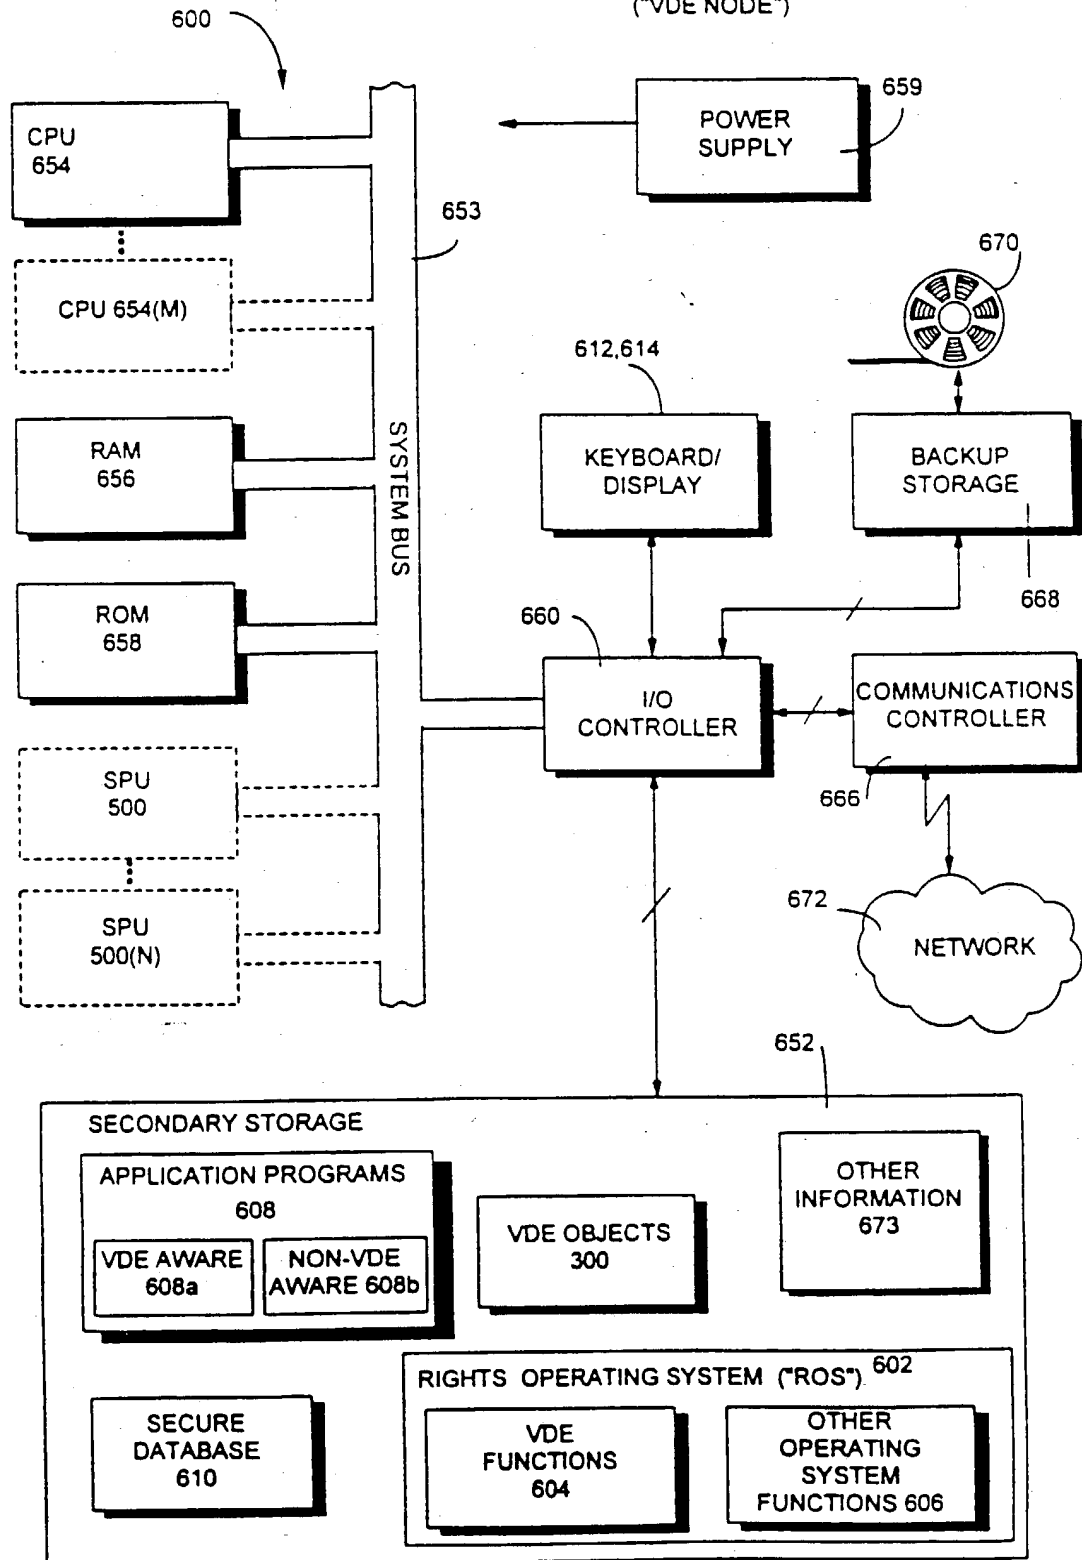 ("VDE NODE")
600
CPU
654
POWER
SUPPLY
659
653
CPU 654(M)
670
612,614
RAM
656
SYSTEM BUS
KEYBOARD/
DISPLAY
BACKUP
STORAGE
668
ROM
658
660
I/O
CONTROLLER
COMMUNICATIONS
CONTROLLER
666
SPU
500
672
NETWORK
SPU
500(N)
652
SECONDARY STORAGE
APPLICATION PROGRAMS
608
VDE AWARE
608a
NON-VDE
AWARE 608b
VDE OBJECTS
300
OTHER
INFORMATION
673
SECURE
DATABASE
610
RIGHTS OPERATING SYSTEM ("ROS") 602
VDE
FUNCTIONS
604
OTHER
OPERATING
SYSTEM
FUNCTIONS 606